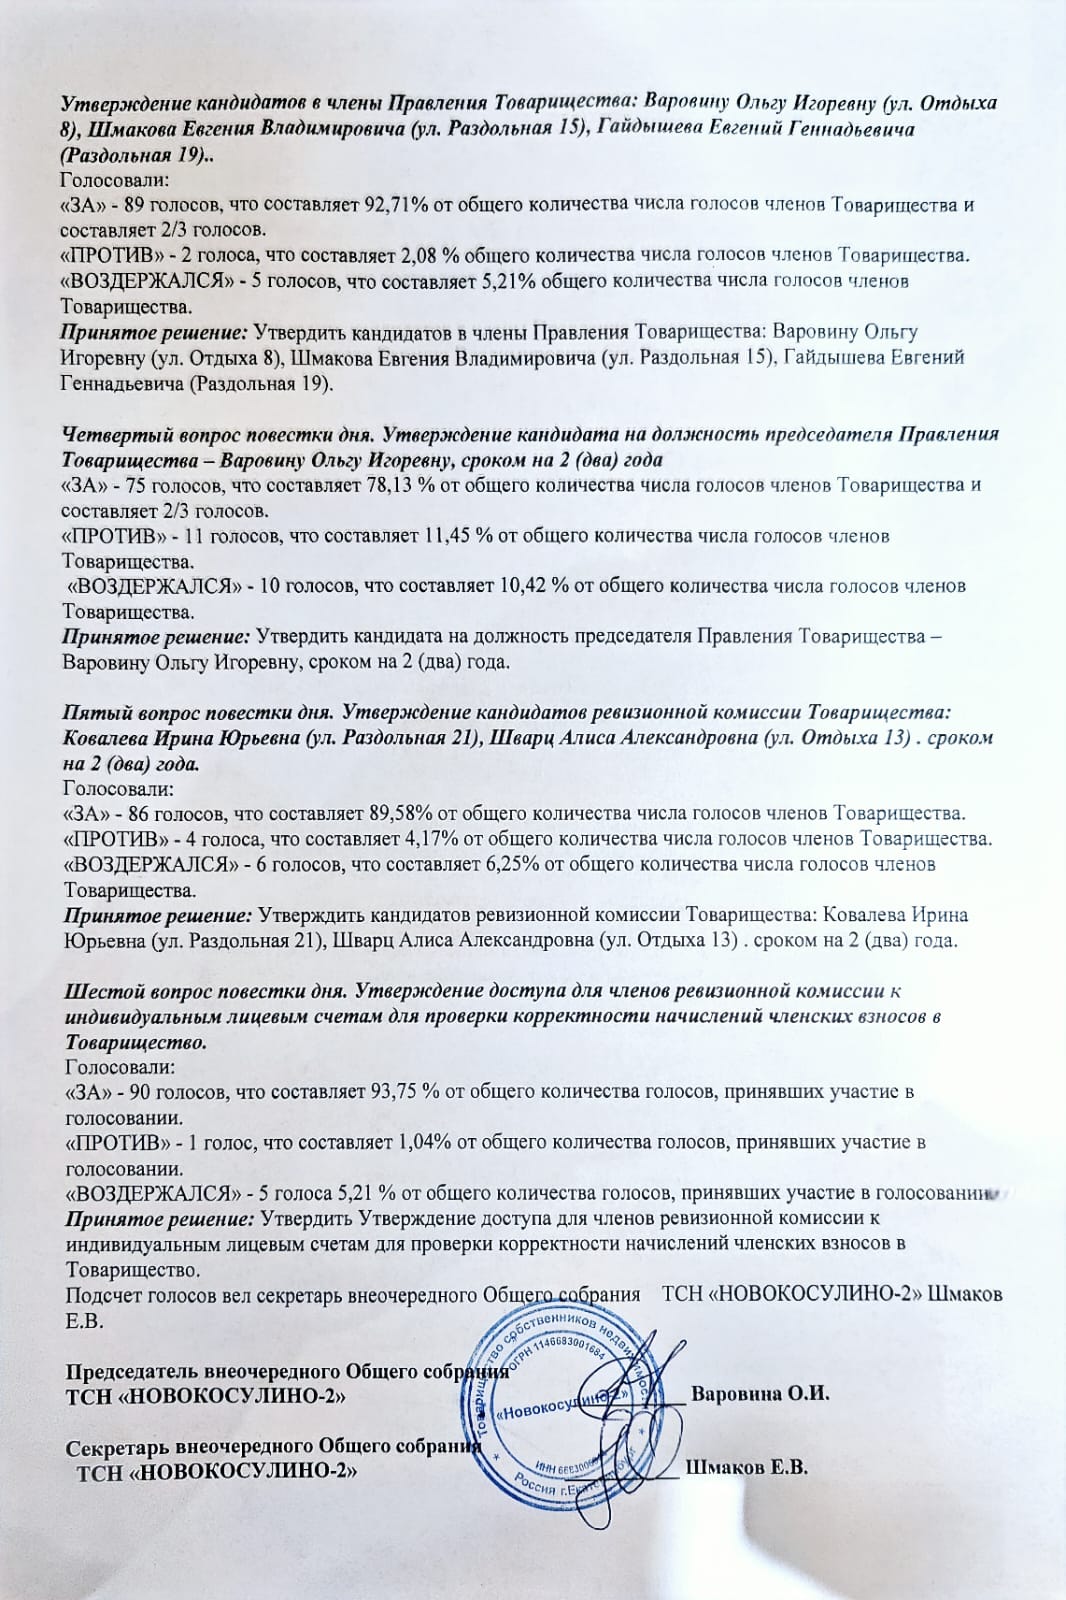 Утверждение кандидатов в члены Правления Товарищества: Варовину Ольгу Игоревну (ул. Отдыха
8), Шмакова Евгения Владимировича (ул. Раздольная 15), Гайдышева Евгений Геннадьевича
(Раздольная 19)..
Голосовали:
«ЗА» - 89 голосов, что составляет 92,71% от общего количества числа голосов членов Товарищества и
составляет 2/3 голосов.
«ПРОТИВ» - 2 голоса, что составляет 2,08 % общего количества числа голосов членов Товарищества.
«ВОЗДЕРЖАЛСЯ» - 5 голосов, что составляет 5,21% общего количества числа голосов членов
Товарищества.
Принятое решение: Утвердить кандидатов в члены Правления Товарищества: Варовину Ольгу
Игоревну (ул. Отдыха 8), Шмакова Евгения Владимировича (ул. Раздольная 15), Гайдышева Евгений
Геннадьевича (Раздольная 19).
Четвертый вопрос повестки дня. Утверждение кандидата на должность председателя Правления
Товарищества – Варовину Ольгу Игоревну, сроком на 2 (два) года
«ЗА» - 75 голосов, что составляет 78,13 % от общего количества числа голосов членов Товарищества и
составляет 2/3 голосов.
«ПРОТИВ» - 11 голосов, что составляет 11,45 % от общего количества числа голосов членов
Товарищества.
«ВОЗДЕРЖАЛСЯ» - 10 голосов, что составляет 10,42 % от общего количества числа голосов членов
Товарищества.
Принятое решение: Утвердить кандидата на должность председателя Правления Товарищества –
Варовину Ольгу Игоревну, сроком на 2 (два) года.
Пятый вопрос повестки дня. Утверждение кандидатов ревизионной комиссии Товарищества:
Ковалева Ирина Юрьевна (ул. Раздольная 21), Шварц Алиса Александровна (ул. Отдыха 13) . сроком
на 2 (два) года.
Голосовали:
«ЗА» - 86 голосов, что составляет 89,58% от общего количества числа голосов членов Товарищества.
«ПРОТИВ» - 4 голоса, что составляет 4,17% от общего количества числа голосов членов Товарищества.
«ВОЗДЕРЖАЛСЯ» - 6 голосов, что составляет 6,25% от общего количества числа голосов членов
Товарищества.
Принятое решение: Утверждить кандидатов ревизионной комиссии Товарищества: Ковалева Ирина
Юрьевна (ул. Раздольная 21), Шварц Алиса Александровна (ул. Отдыха 13) . сроком на 2 (два) года.
Шестой вопрос повестки дня. Утверждение доступа для членов ревизионной комиссии к
индивидуальным лицевым счетам для проверки корректности начислений членских взносов в
Товарищество.
Голосовали:
«ЗА» - 90 голосов, что составляет 93,75 % от общего количества голосов, принявших участие в
голосовании.
«ПРОТИВ» - 1 голос, что составляет 1,04% от общего количества голосов, принявших участие в
голосовании.
«ВОЗДЕРЖАЛСЯ» - 5 голоса 5,21 % от общего количества голосов, принявших участие в голосовании.
Принятое решение: Утвердить Утверждение доступа для членов ревизионной комиссии к
индивидуальным лицевым счетам для проверки корректности начислений членских взносов в
Товарищество.
Подсчет голосов вел секретарь внеочередного Общего собрания ТСН «НОВОКОСУЛИНО-2» Шмаков
Е.В.
Председатель внеочередного Общего собрания
ТСН «НОВОКОСУЛИНО-2» Варовина О.И.
Секретарь внеочередного Общего собрания
ТСН «НОВОКОСУЛИНО-2» Шмаков Е.В.
Товарищество собственников недвижимос
ОГРН 1146683001684
«Новокосулино-2»
ИНН
Россия г.Екатеринбург